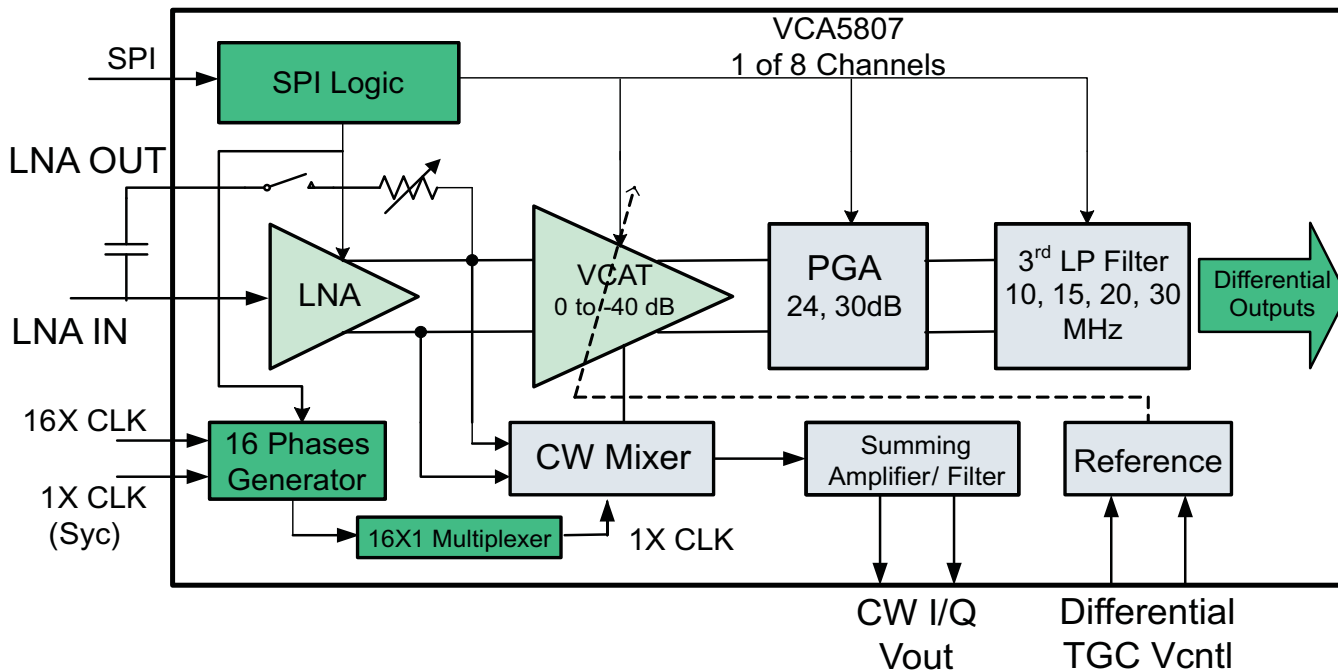 VCA5807
1 of 8 Channels
SPI
SPI Logic
LNA OUT
LNA
LNA IN
VCAT
0 to -40 dB
PGA
24, 30dB
3rd LP Filter
10, 15, 20, 30
MHz
Differential
Outputs
16X CLK
1X CLK
(Syc)
16 Phases
Generator
16X1 Multiplexer
CW Mixer
1X CLK
Summing
Amplifier/ Filter
Reference
CW I/Q
Vout
Differential
TGC Vcntl